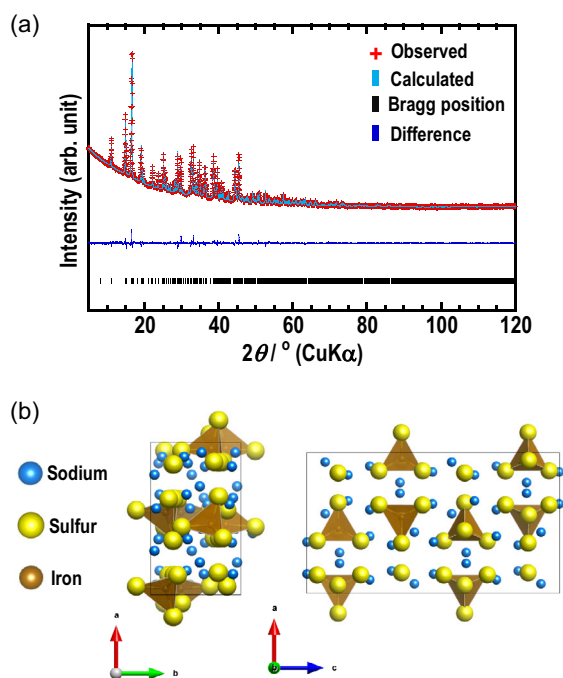 (a)
Observed
Calculated
Bragg position
Difference
Intensity (arb. unit)
20 40 60 80 100 120
2θ / ° (CuKα)
(b)
Sodium
Sulfur
Iron
a
b
a
b
c